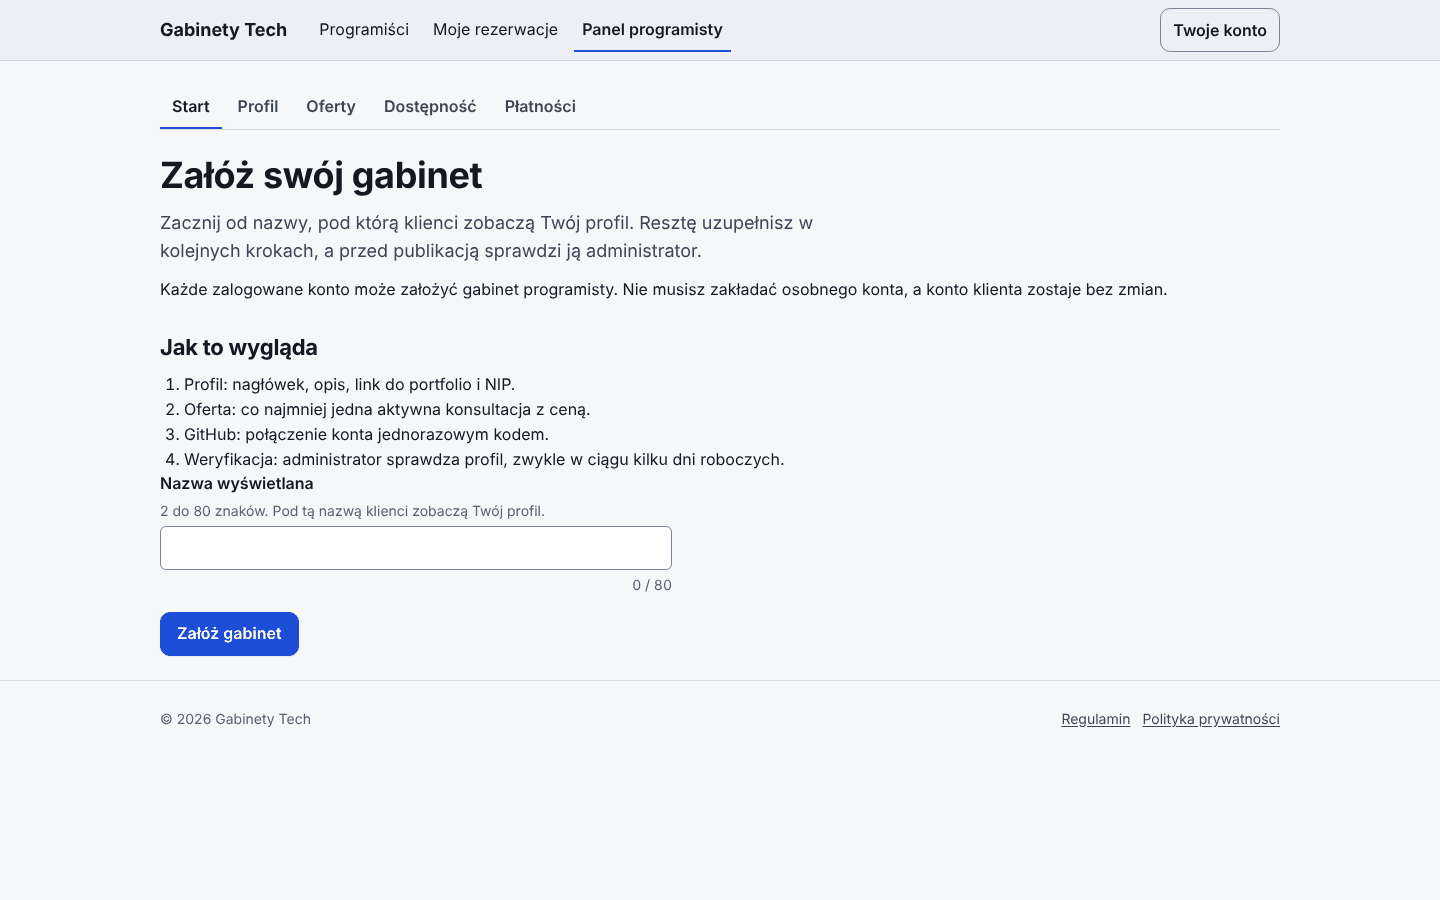 Gabinety Tech Programiści Moje rezerwacje Panel programisty Twoje konto
Start Profil Oferty Dostępność Płatności
Załóż swój gabinet
Zacznij od nazwy, pod którą klienci zobaczą Twój profil. Resztę uzupełnisz w
kolejnych krokach, a przed publikacją sprawdzi ją administrator.
Każde zalogowane konto może założyć gabinet programisty. Nie musisz zakładać osobnego konta, a konto klienta zostaje bez zmian.
Jak to wygląda
1. Profil: nagłówek, opis, link do portfolio i NIP.
2. Oferta: co najmniej jedna aktywna konsultacja z ceną.
3. GitHub: połączenie konta jednorazowym kodem.
4. Weryfikacja: administrator sprawdza profil, zwykle w ciągu kilku dni roboczych.
Nazwa wyświetlana
2 do 80 znaków. Pod tą nazwą klienci zobaczą Twój profil.
0 / 80
Załóż gabinet
© 2026 Gabinety Tech Regulamin Polityka prywatności